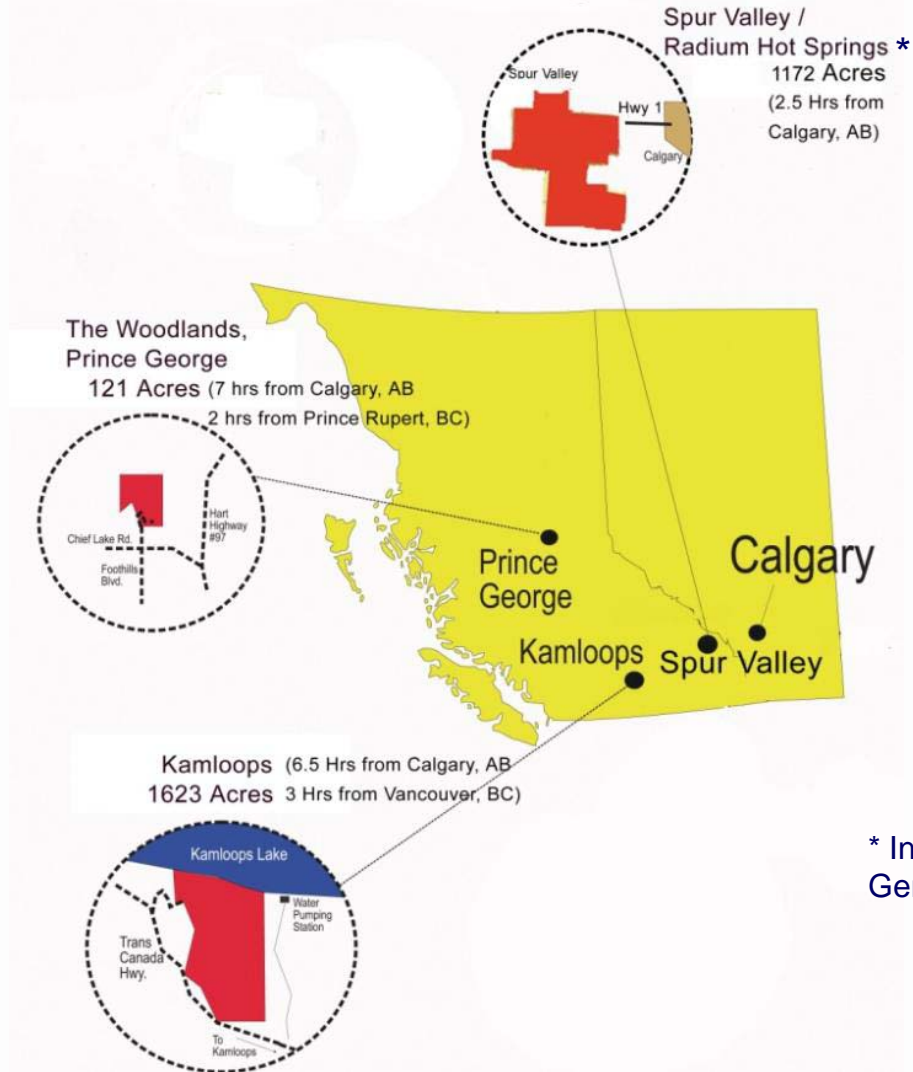 Spur Valley /
Radium Hot Springs *
1172 Acres
(2.5 Hrs from
Calgary, AB)
Spur Valley
Hwy 1
Calgary
The Woodlands,
Prince George
121 Acres (7 hrs from Calgary, AB
2 hrs from Prince Rupert, BC)
Chief Lake Rd.
Foothills
Blvd.
Hart
Highway
#97
Prince
George
Calgary
Kamloops
Spur Valley
Kamloops (6.5 Hrs from Calgary, AB
1623 Acres 3 Hrs from Vancouver, BC)
Kamloops Lake
Water
Pumping
Station
Trans
Canada
Hwy.
To
Kamloops
*